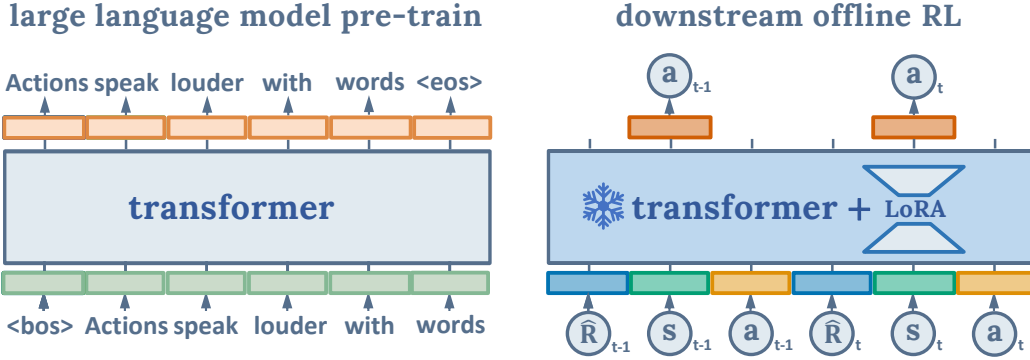 large language model pre-train
Actions speak louder with words <eos>
transformer
<bos> Actions speak louder with words
downstream offline RL
a t-1 a t
transformer + LoRA
R̂ t-1 s t-1 a t-1 R̂ t s t a t